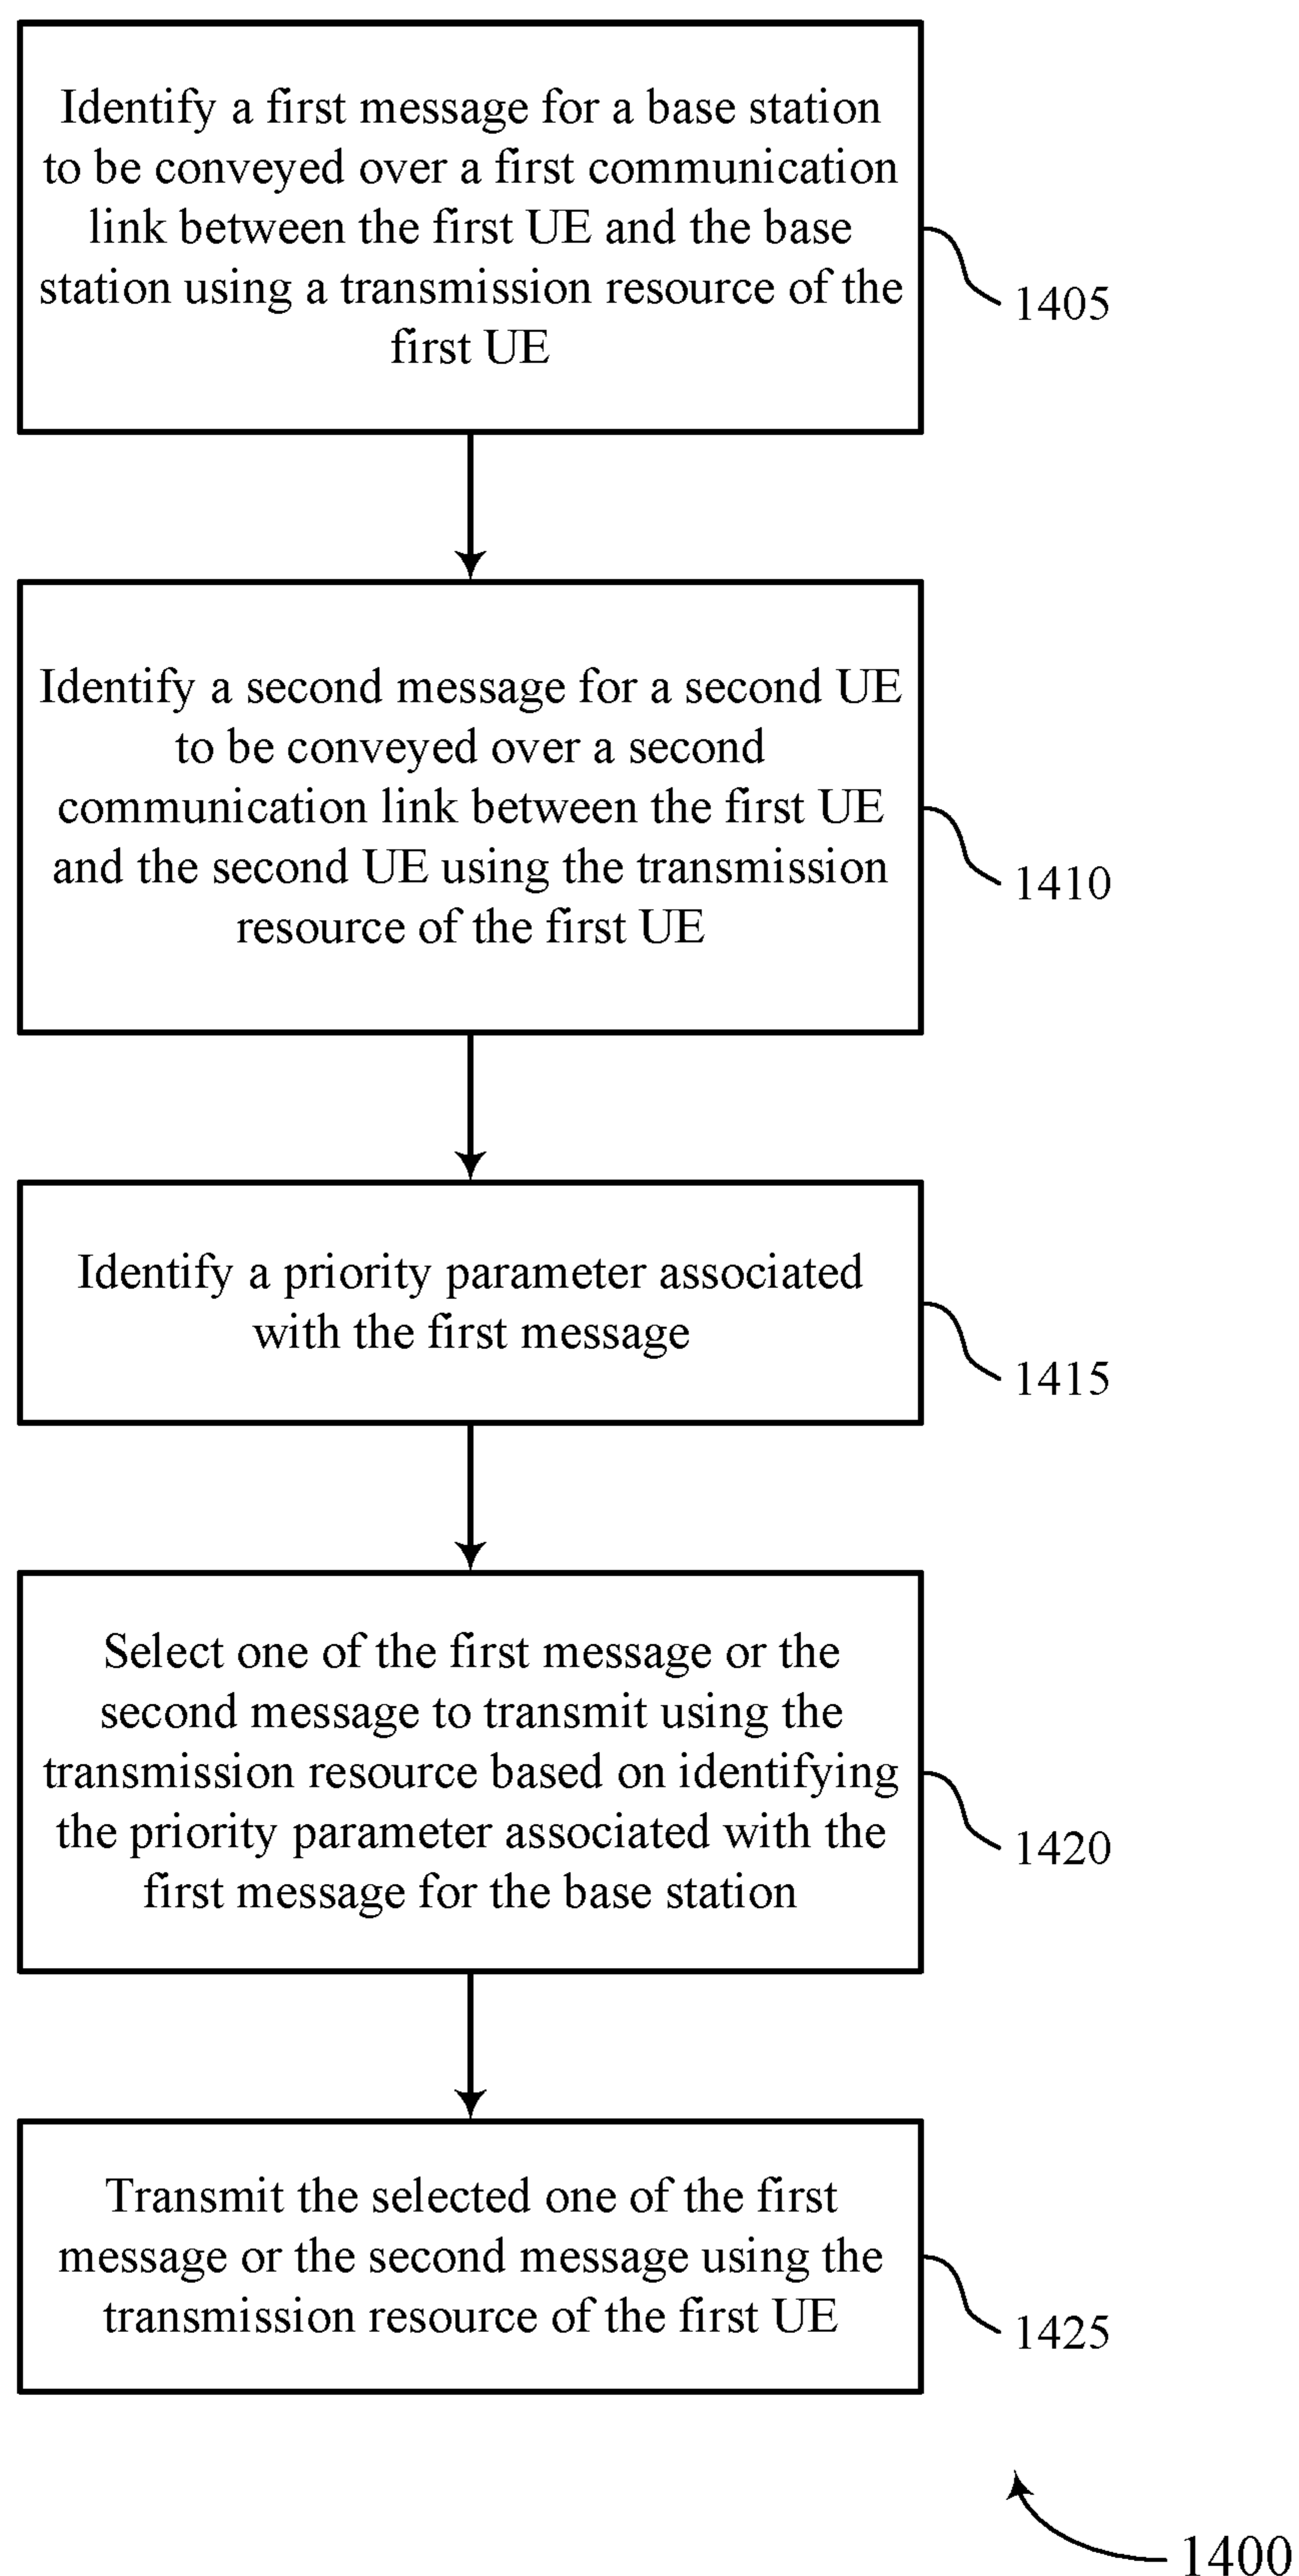 Identify a first message for a base station
to be conveyed over a first communication
link between the first UE and the base
station using a transmission resource of the
first UE
1405
Identify a second message for a second UE
to be conveyed over a second
communication link between the first UE
and the second UE using the transmission
resource of the first UE
1410
Identify a priority parameter associated
with the first message
1415
Select one of the first message or the
second message to transmit using the
transmission resource based on identifying
the priority parameter associated with the
first message for the base station
1420
Transmit the selected one of the first
message or the second message using the
transmission resource of the first UE
1425
1400